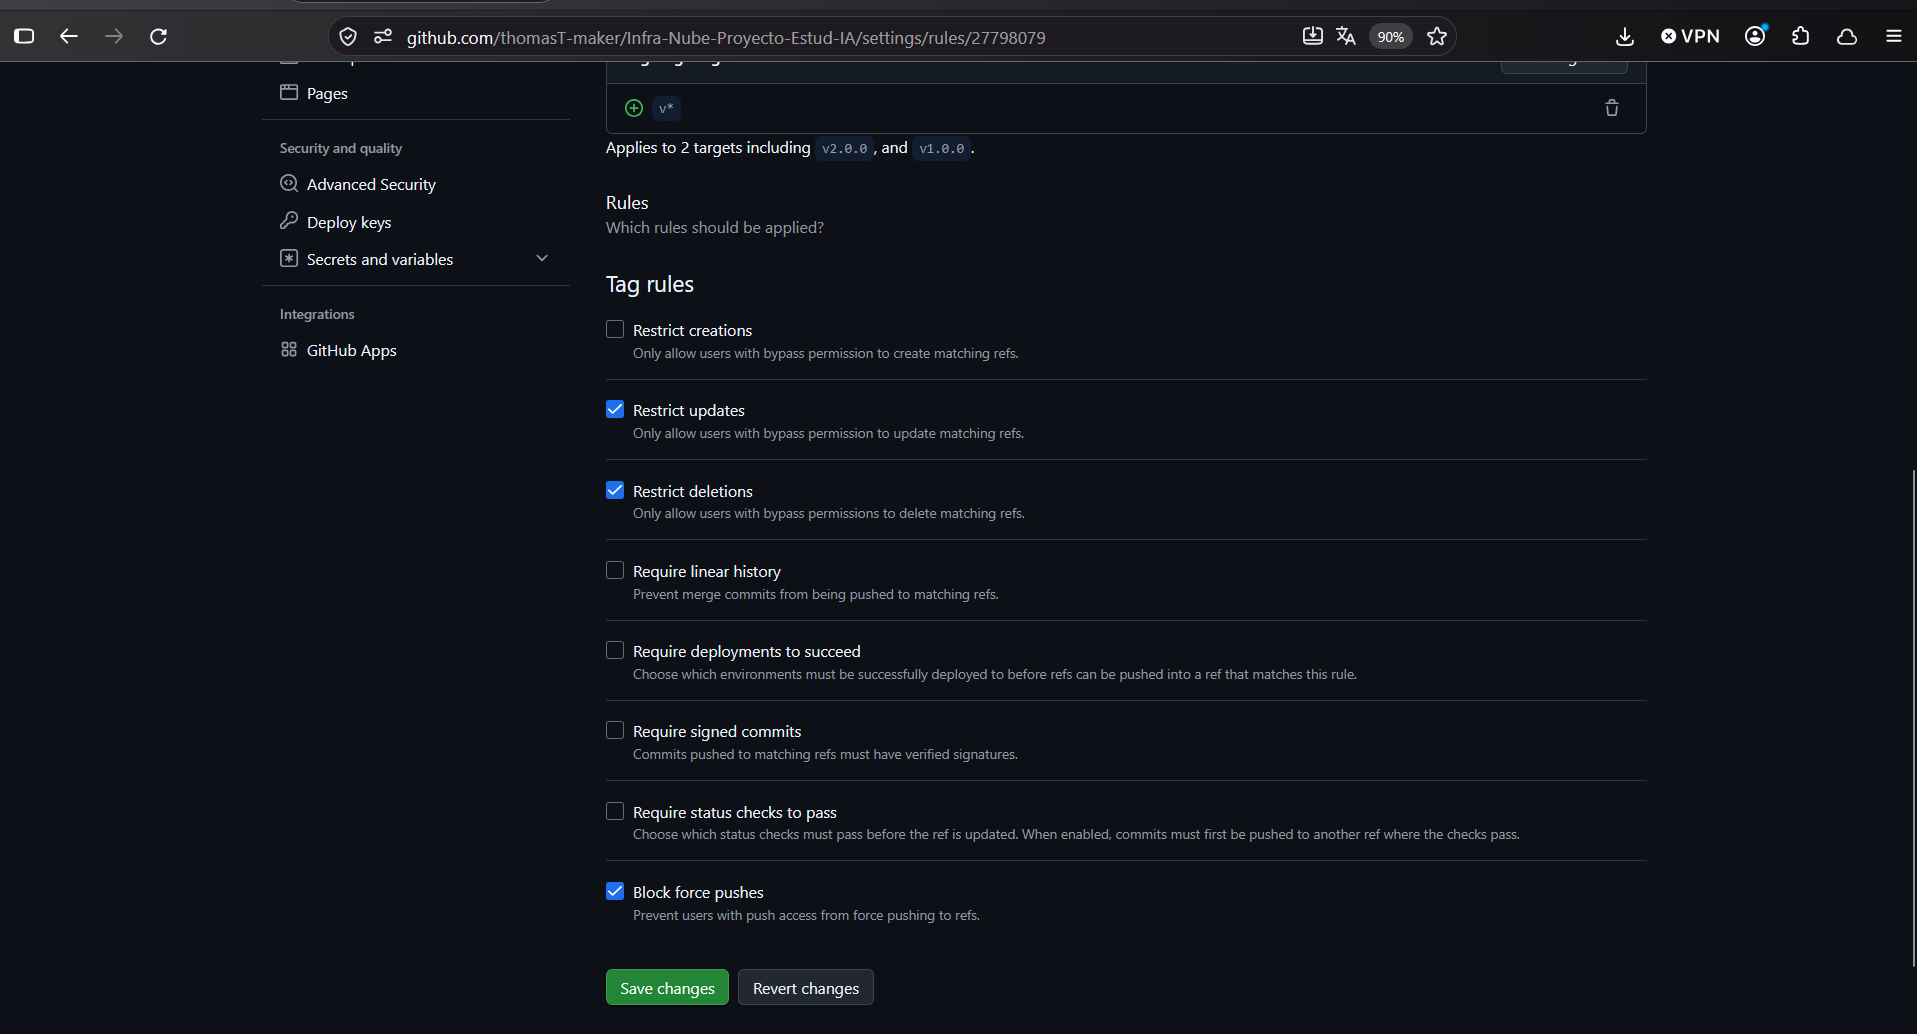 github.com/thomasT-maker/Infra-Nube-Proyecto-Estud-IA/settings/rules/27798079
90%
VPN
Pages
Security and quality
Advanced Security
Deploy keys
Secrets and variables
Integrations
GitHub Apps
v*
Applies to 2 targets including v2.0.0, and v1.0.0.
Rules
Which rules should be applied?
Tag rules
Restrict creations
Only allow users with bypass permission to create matching refs.
Restrict updates
Only allow users with bypass permission to update matching refs.
Restrict deletions
Only allow users with bypass permissions to delete matching refs.
Require linear history
Prevent merge commits from being pushed to matching refs.
Require deployments to succeed
Choose which environments must be successfully deployed to before refs can be pushed into a ref that matches this rule.
Require signed commits
Commits pushed to matching refs must have verified signatures.
Require status checks to pass
Choose which status checks must pass before the ref is updated. When enabled, commits must first be pushed to another ref where the checks pass.
Block force pushes
Prevent users with push access from force pushing to refs.
Save changes
Revert changes